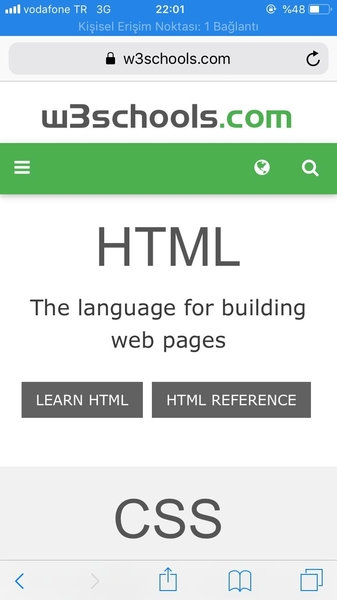 vodafone TR 3G 22:01 %48
Kişisel Erişim Noktası: 1 Bağlantı
w3schools.com
w3schools.com
HTML
The language for building
web pages
LEARN HTML HTML REFERENCE
CSS